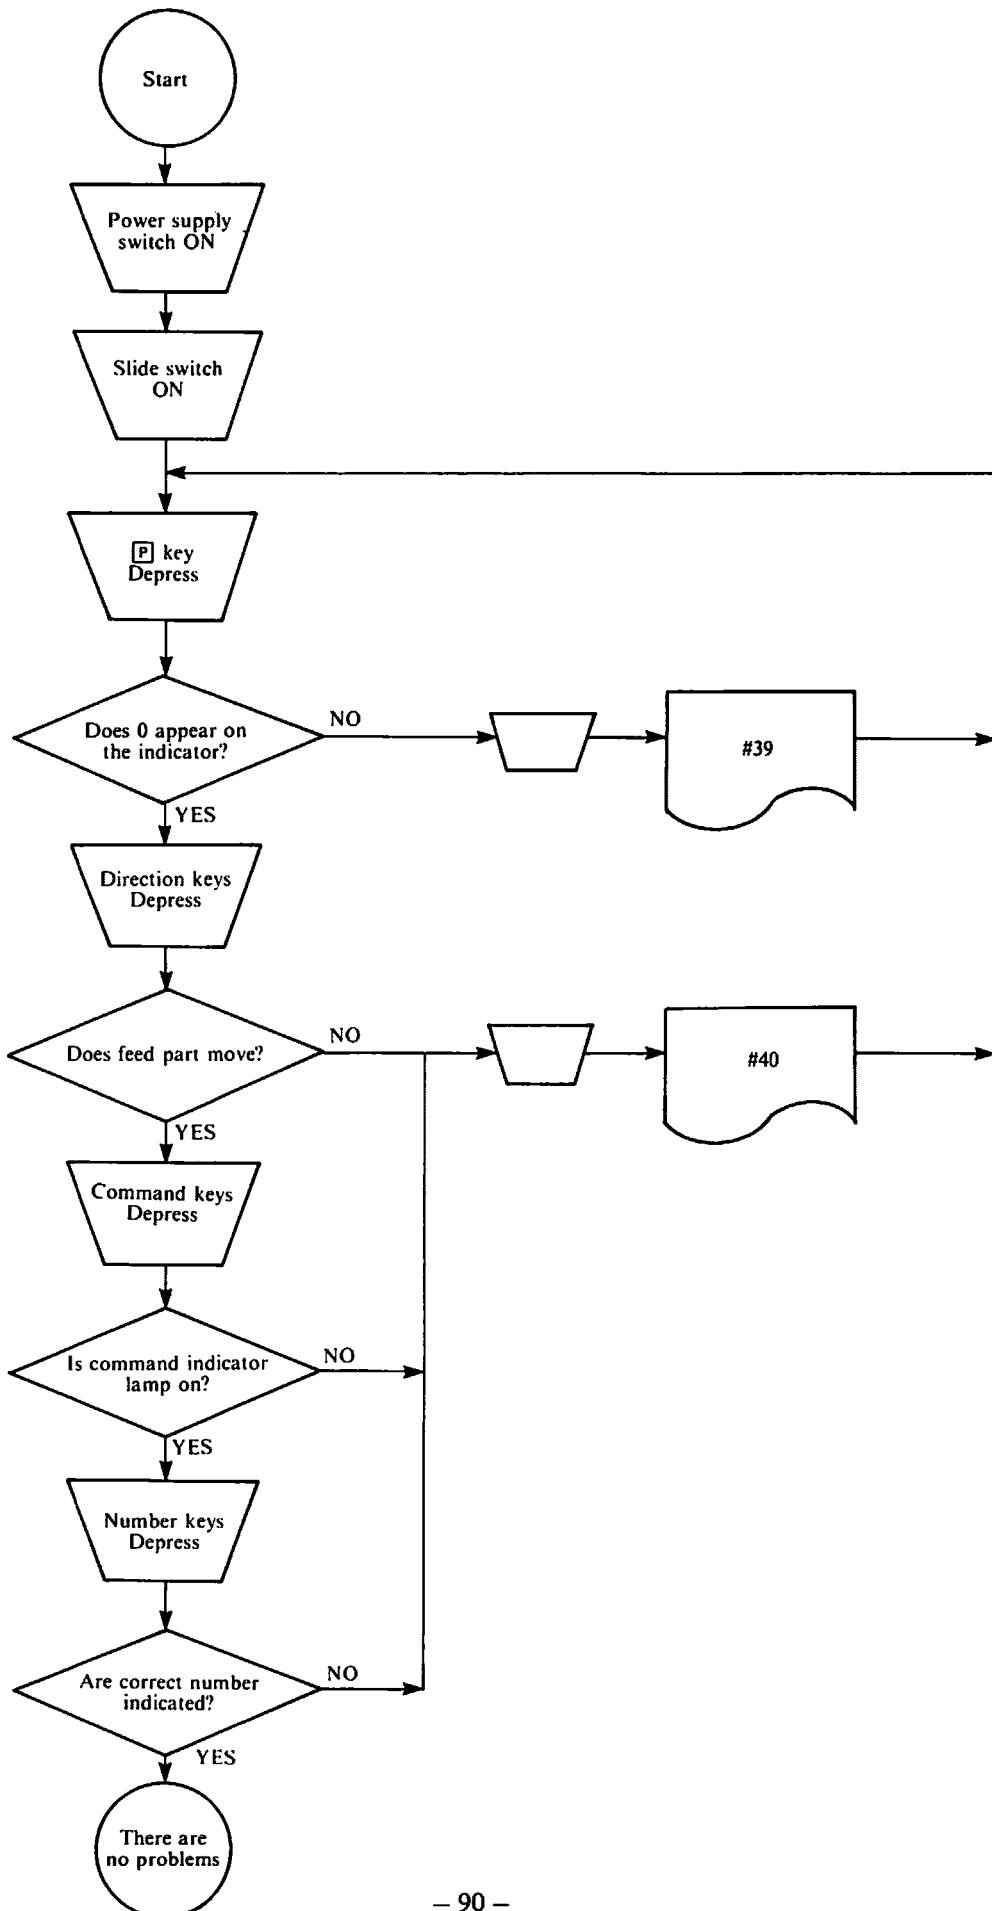 Start
Power supply
switch ON
Slide switch
ON
P key
Depress
Does 0 appear on
the indicator?
NO
#39
YES
Direction keys
Depress
Does feed part move?
NO
#40
YES
Command keys
Depress
Is command indicator
lamp on?
NO
YES
Number keys
Depress
Are correct number
indicated?
NO
YES
There are
no problems
– 90 –